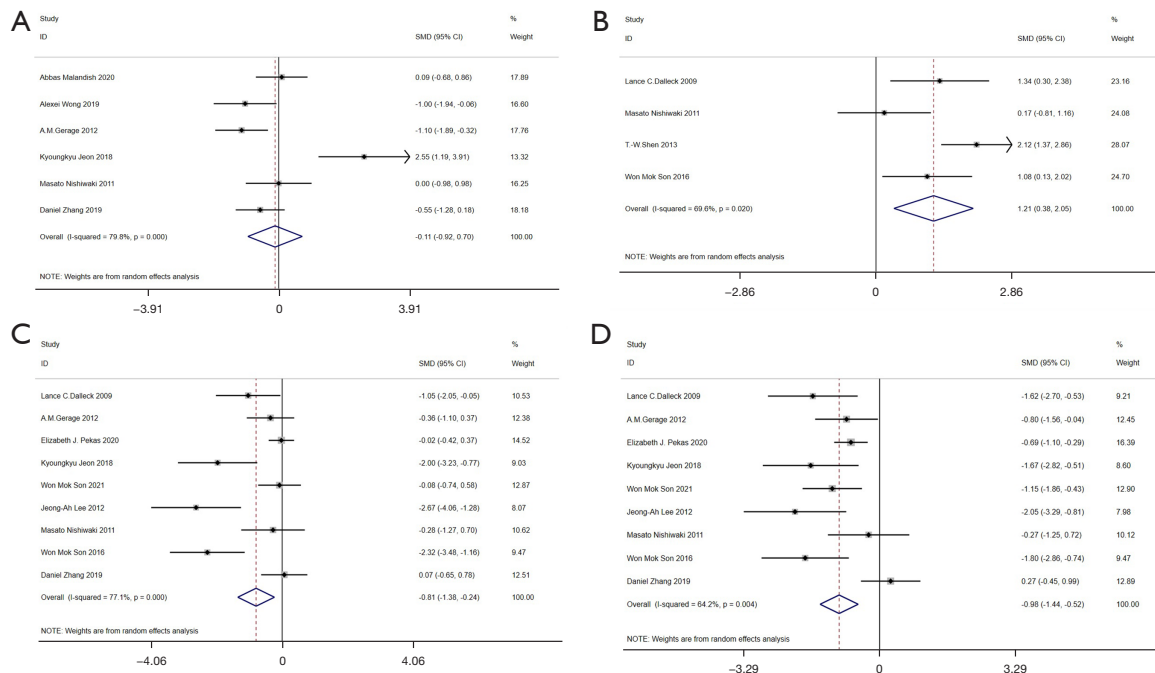 A
Study %
ID SMD (95% CI) Weight
Abbas Malandish 2020 0.09 (-0.68, 0.86) 17.89
Alexei Wong 2019 -1.00 (-1.94, -0.06) 16.60
A.M.Gerage 2012 -1.10 (-1.89, -0.32) 17.76
Kyoungkyu Jeon 2018 2.55 (1.19, 3.91) 13.32
Masato Nishiwaki 2011 0.00 (-0.98, 0.98) 16.25
Daniel Zhang 2019 -0.55 (-1.28, 0.18) 18.18
Overall (I-squared = 79.8%, p = 0.000) -0.11 (-0.92, 0.70) 100.00
NOTE: Weights are from random effects analysis
−3.91 0 3.91
B
Study %
ID SMD (95% CI) Weight
Lance C.Dalleck 2009 1.34 (0.30, 2.38) 23.16
Masato Nishiwaki 2011 0.17 (-0.81, 1.16) 24.08
T.-W.Shen 2013 2.12 (1.37, 2.86) 28.07
Won Mok Son 2016 1.08 (0.13, 2.02) 24.70
Overall (I-squared = 69.6%, p = 0.020) 1.21 (0.38, 2.05) 100.00
NOTE: Weights are from random effects analysis
−2.86 0 2.86
C
Study %
ID SMD (95% CI) Weight
Lance C.Dalleck 2009 -1.05 (-2.05, -0.05) 10.53
A.M.Gerage 2012 -0.36 (-1.10, 0.37) 12.38
Elizabeth J. Pekas 2020 -0.02 (-0.42, 0.37) 14.52
Kyoungkyu Jeon 2018 -2.00 (-3.23, -0.77) 9.03
Won Mok Son 2021 -0.08 (-0.74, 0.58) 12.87
Jeong-Ah Lee 2012 -2.67 (-4.06, -1.28) 8.07
Masato Nishiwaki 2011 -0.28 (-1.27, 0.70) 10.62
Won Mok Son 2016 -2.32 (-3.48, -1.16) 9.47
Daniel Zhang 2019 0.07 (-0.65, 0.78) 12.51
Overall (I-squared = 77.1%, p = 0.000) -0.81 (-1.38, -0.24) 100.00
NOTE: Weights are from random effects analysis
−4.06 0 4.06
D
Study %
ID SMD (95% CI) Weight
Lance C.Dalleck 2009 -1.62 (-2.70, -0.53) 9.21
A.M.Gerage 2012 -0.80 (-1.56, -0.04) 12.45
Elizabeth J. Pekas 2020 -0.69 (-1.10, -0.29) 16.39
Kyoungkyu Jeon 2018 -1.67 (-2.82, -0.51) 8.60
Won Mok Son 2021 -1.15 (-1.86, -0.43) 12.90
Jeong-Ah Lee 2012 -2.05 (-3.29, -0.81) 7.98
Masato Nishiwaki 2011 -0.27 (-1.25, 0.72) 10.12
Won Mok Son 2016 -1.80 (-2.86, -0.74) 9.47
Daniel Zhang 2019 0.27 (-0.45, 0.99) 12.89
Overall (I-squared = 64.2%, p = 0.004) -0.98 (-1.44, -0.52) 100.00
NOTE: Weights are from random effects analysis
−3.29 0 3.29